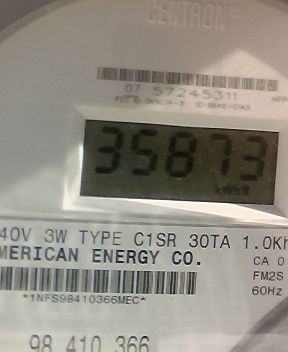 CENTRON®
07 57245311
35873
kWh
40V 3W TYPE C1SR 30TA 1.0Kh
MERICAN ENERGY CO.
CA 0
FM2S
60Hz
*1NFS98410366MEC*
98 410 366